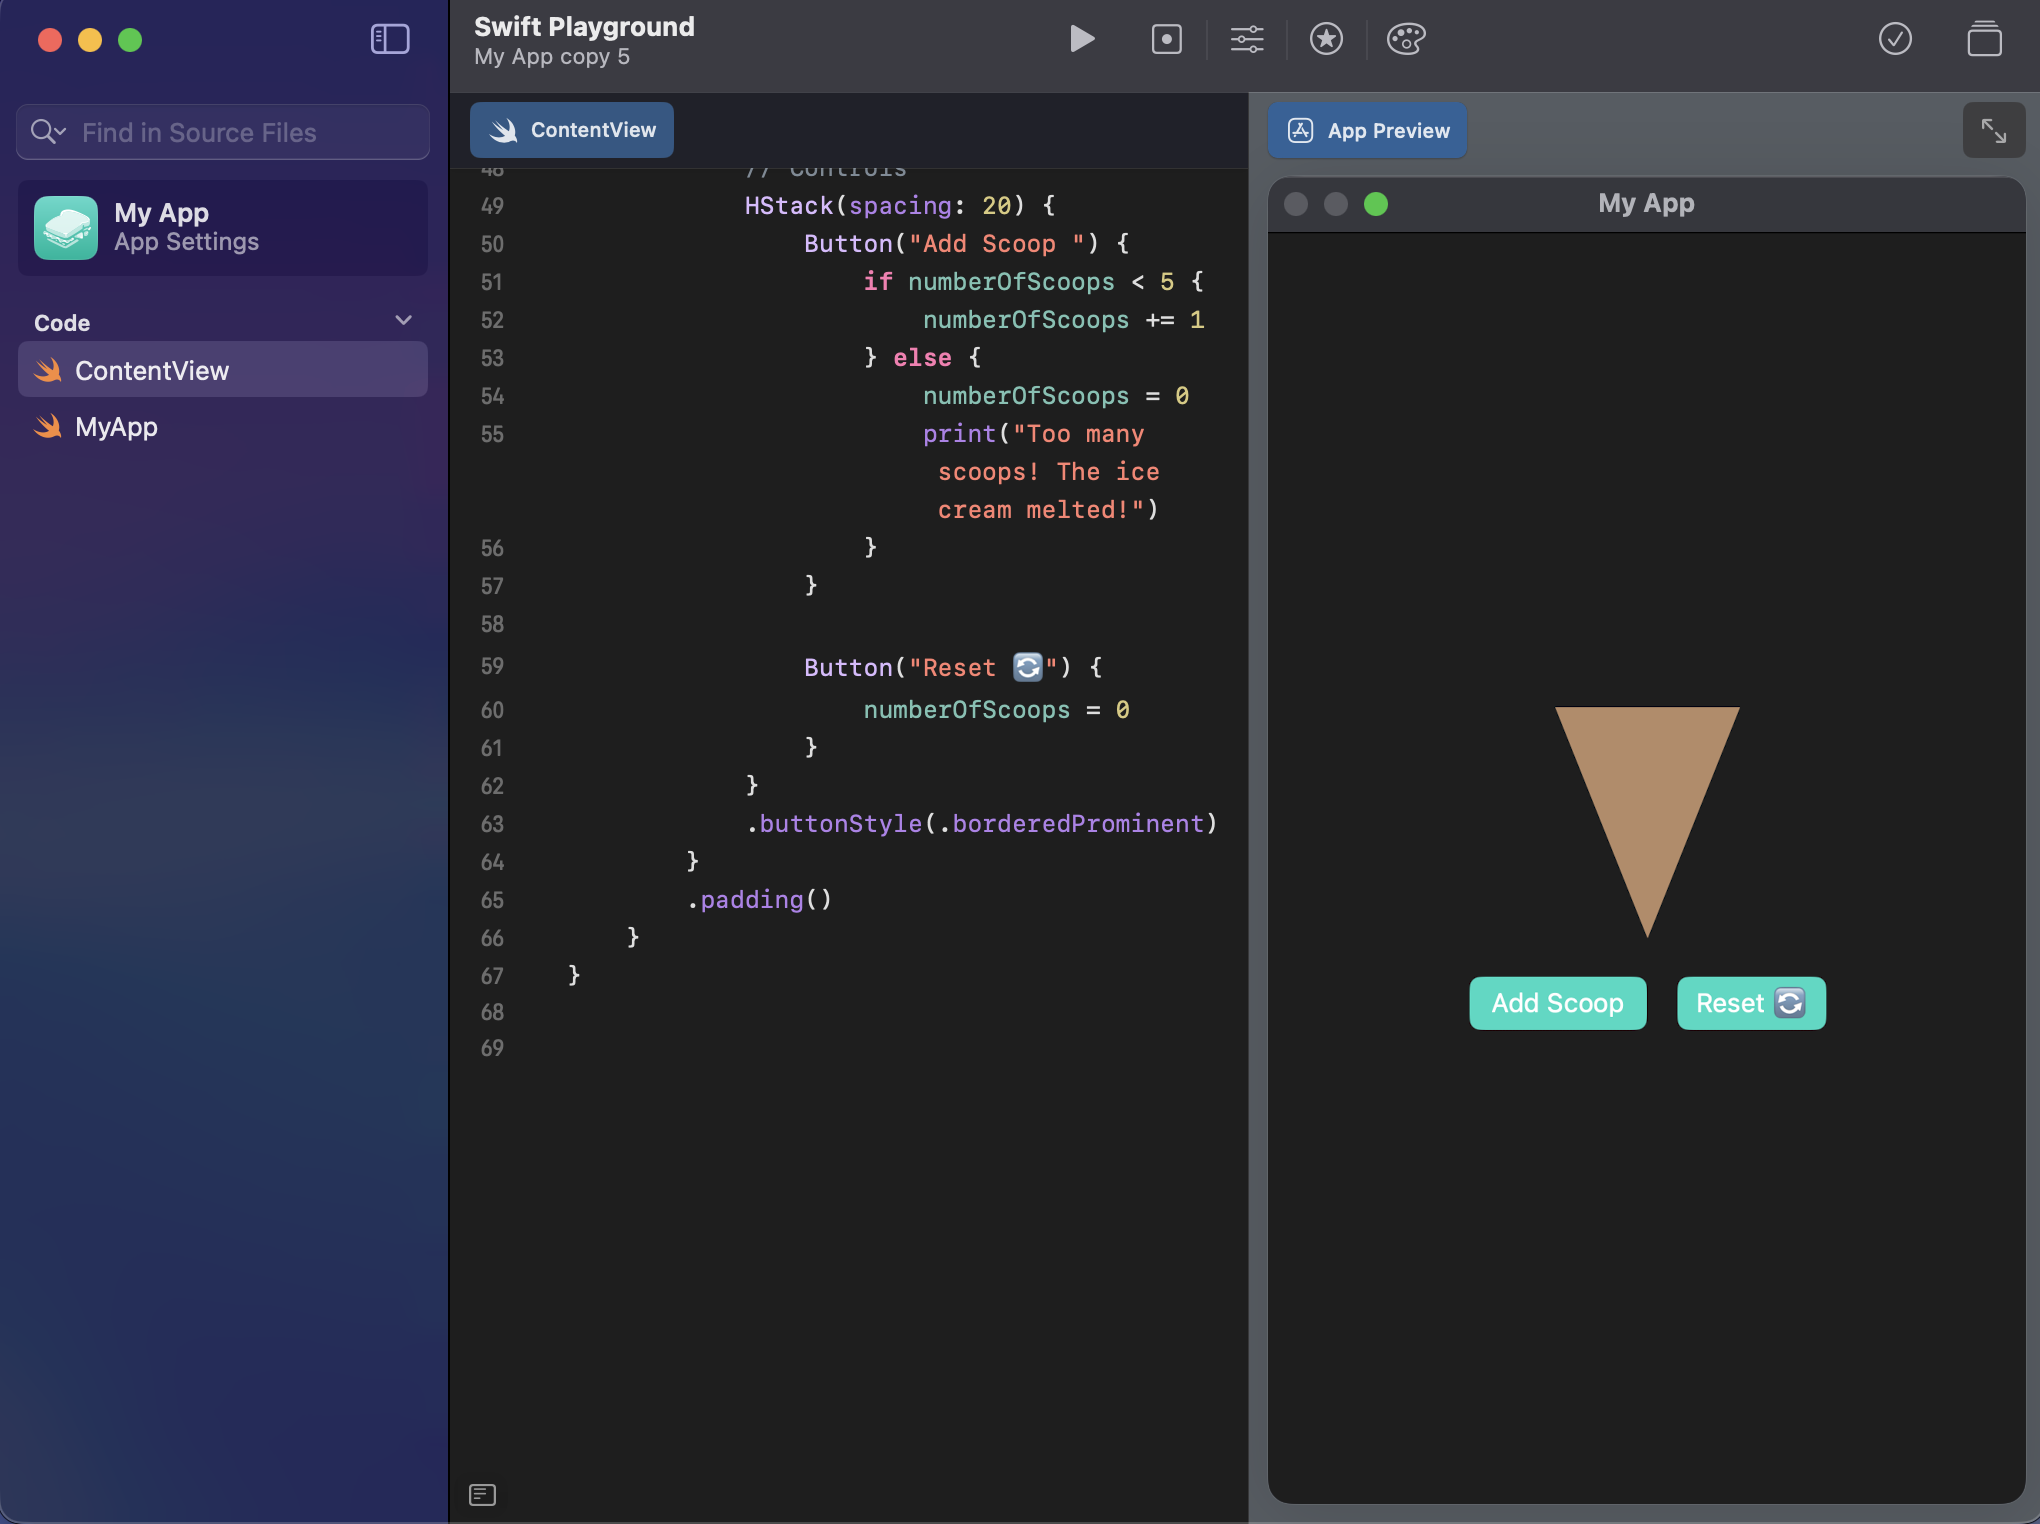 Swift Playground
My App copy 5
Find in Source Files
My App
App Settings
Code
ContentView
MyApp
ContentView
48 // Controls
49 HStack(spacing: 20) {
50 Button("Add Scoop ") {
51 if numberOfScoops < 5 {
52 numberOfScoops += 1
53 } else {
54 numberOfScoops = 0
55 print("Too many
scoops! The ice
cream melted!")
56 }
57 }
58
59 Button("Reset 🔄") {
60 numberOfScoops = 0
61 }
62 }
63 .buttonStyle(.borderedProminent)
64 }
65 .padding()
66 }
67 }
68
69
App Preview
My App
Add Scoop
Reset 🔄